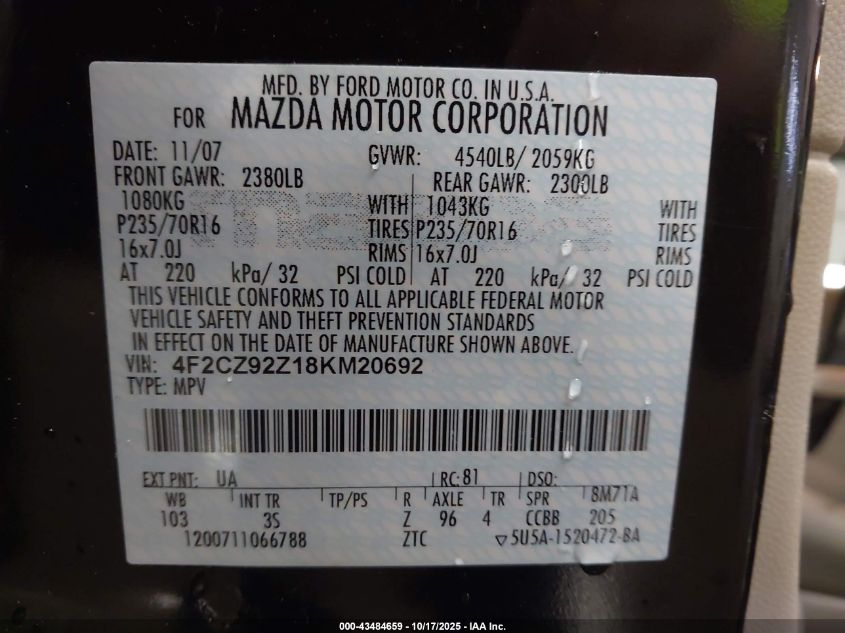 MFD. BY FORD MOTOR CO. IN U.S.A.
FOR MAZDA MOTOR CORPORATION
DATE: 11/07 GVWR: 4540LB/ 2059KG
FRONT GAWR: 2380LB REAR GAWR: 2300LB
1080KG WITH 1043KG WITH
P235/70R16 TIRES P235/70R16 TIRES
16x7.0J RIMS 16x7.0J RIMS
AT 220 kPa/ 32 PSI COLD AT 220 kPa/ 32 PSI COLD
THIS VEHICLE CONFORMS TO ALL APPLICABLE FEDERAL MOTOR
VEHICLE SAFETY AND THEFT PREVENTION STANDARDS
IN EFFECT ON THE DATE OF MANUFACTURE SHOWN ABOVE.
VIN: 4F2CZ92Z18KM20692
TYPE: MPV
EXT PNT: UA RC: 81 DSO:
WB INT TR TP/PS R AXLE TR SPR 8M71A
103 3S Z 96 4 CCBB 205
1200711066788 ZTC ▽5U5A-1520472-BA
000-43484659 - 10/17/2025 - IAA Inc.